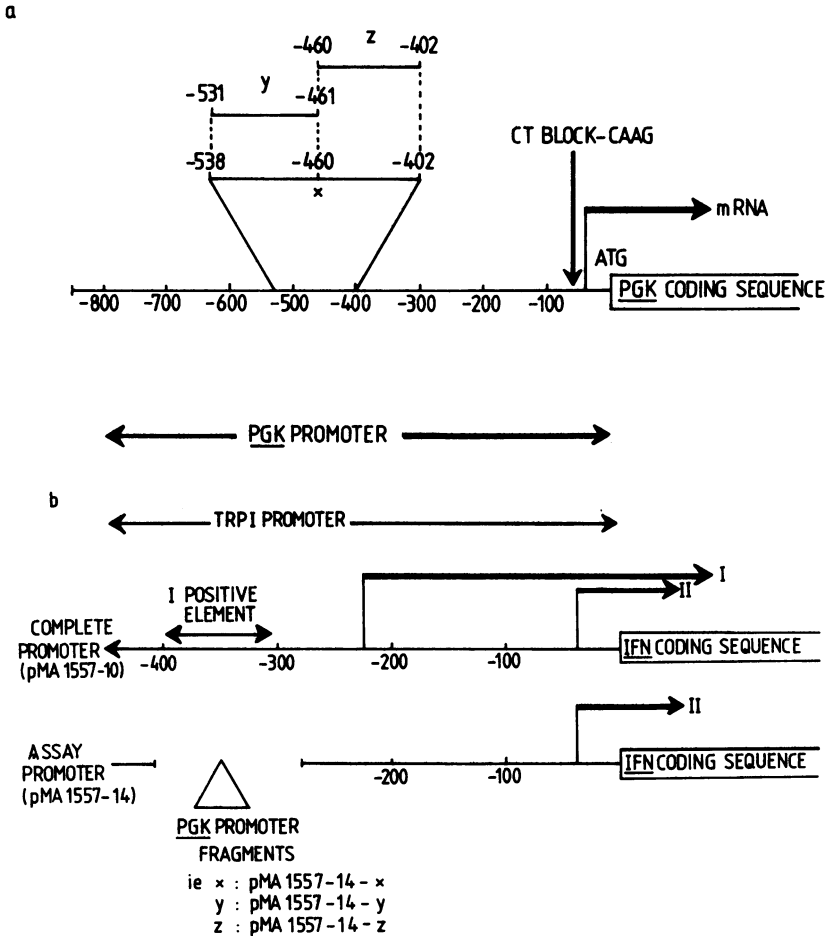 a
z
-460 -402
y
-531 -461
CT BLOCK-CAAG
-538 -460 -402
x
mRNA
ATG
PGK CODING SEQUENCE
-800 -700 -600 -500 -400 -300 -200 -100
PGK PROMOTER
b
TRP I PROMOTER
I
I POSITIVE
ELEMENT
II
COMPLETE
PROMOTER
(pMA 1557-10)
-400 -300 -200 -100
IFN CODING SEQUENCE
II
ASSAY
PROMOTER
(pMA 1557-14)
-200 -100
IFN CODING SEQUENCE
PGK PROMOTER
FRAGMENTS
ie x : pMA 1557-14-x
y : pMA 1557-14-y
z : pMA 1557-14-z